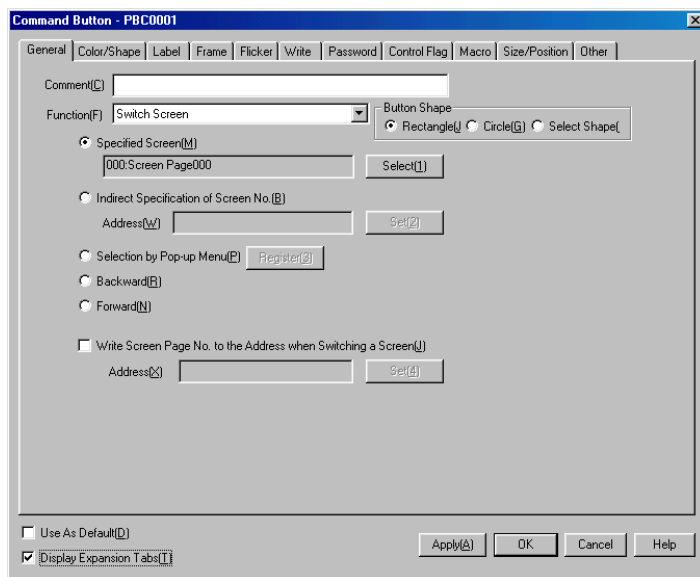 Command Button - PBC0001
General Color/Shape Label Frame Flicker Write Password Control Flag Macro Size/Position Other
Comment(C)
Function(F) Switch Screen
Button Shape
Rectangle(J Circle(G) Select Shape(
Specified Screen(M)
000:Screen Page000 Select(1)
Indirect Specification of Screen No.(B)
Address(W) Set(2)
Selection by Pop-up Menu(P) Register(3)
Backward(R)
Forward(N)
Write Screen Page No. to the Address when Switching a Screen(J)
Address(X) Set(4)
Use As Default(D)
Display Expansion Tabs(T)
Apply(A) OK Cancel Help